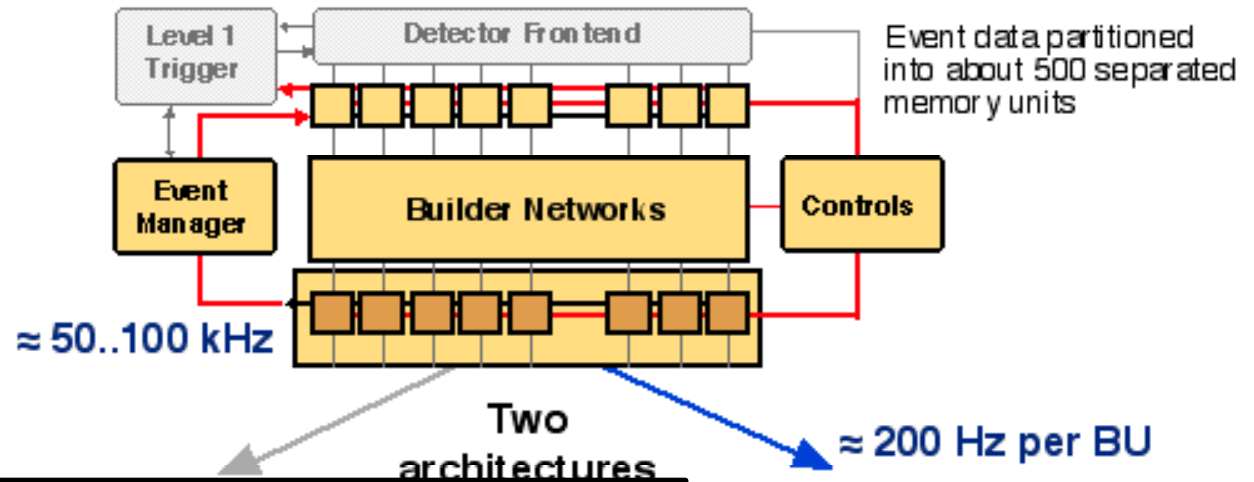 Level 1
Trigger
Detector Frontend
Event data partitioned
into about 500 separated
memory units
Event
Manager
Builder Networks
Controls
≈ 50..100 kHz
Two
architectures
≈ 200 Hz per BU